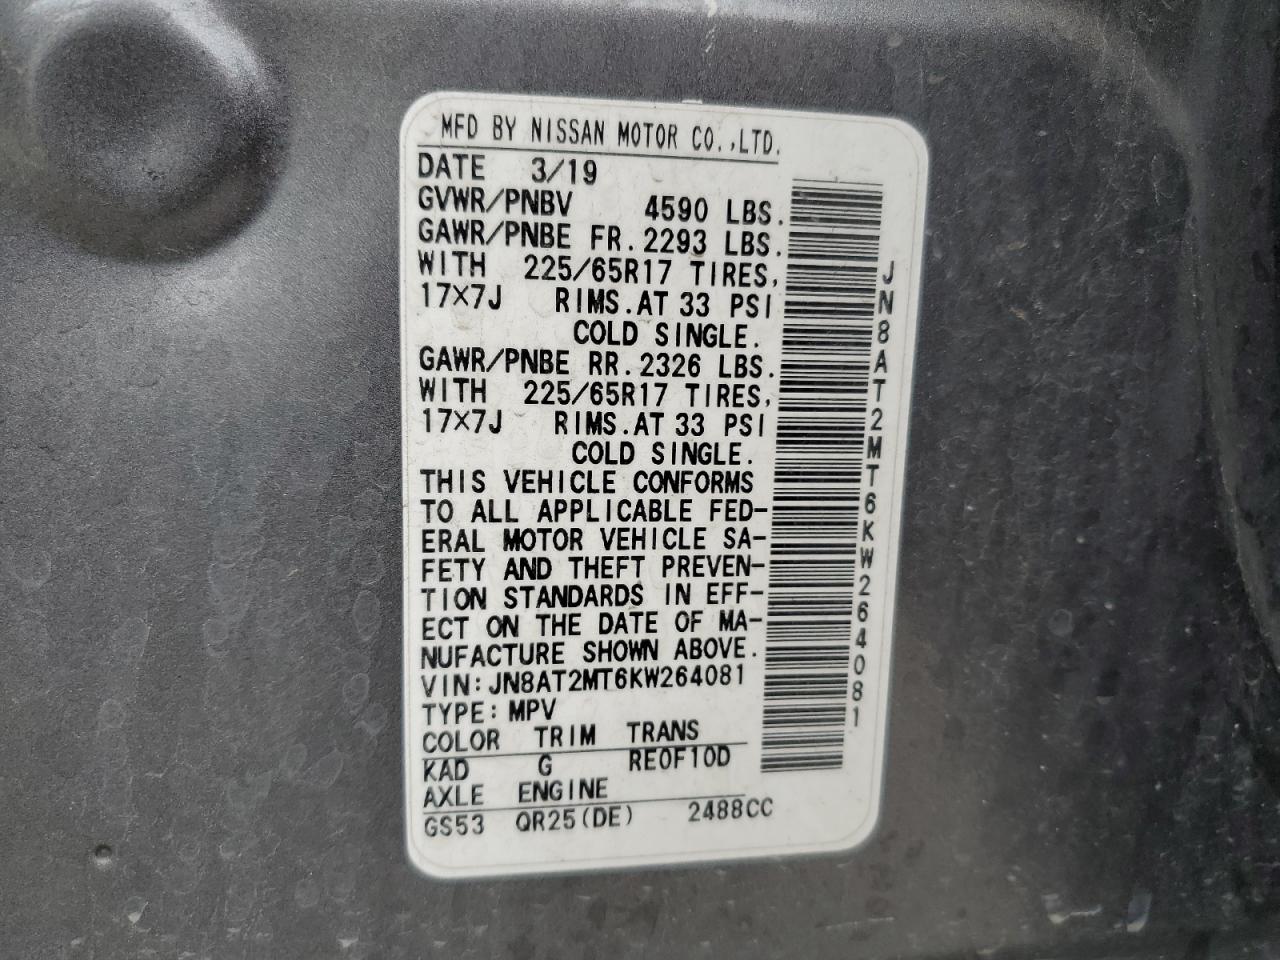 MFD BY NISSAN MOTOR CO.,LTD.
DATE 3/19
GVWR/PNBV 4590 LBS.
GAWR/PNBE FR.2293 LBS.
WITH 225/65R17 TIRES,
17X7J RIMS.AT 33 PSI
COLD SINGLE.
GAWR/PNBE RR.2326 LBS.
WITH 225/65R17 TIRES,
17X7J RIMS.AT 33 PSI
COLD SINGLE.
THIS VEHICLE CONFORMS
TO ALL APPLICABLE FED-
ERAL MOTOR VEHICLE SA-
FETY AND THEFT PREVEN-
TION STANDARDS IN EFF-
ECT ON THE DATE OF MA-
NUFACTURE SHOWN ABOVE.
VIN:JN8AT2MT6KW264081
TYPE:MPV
COLOR TRIM TRANS
KAD G RE0F10D
AXLE ENGINE
GS53 QR25(DE) 2488CC
JN8AT2MT6KW264081